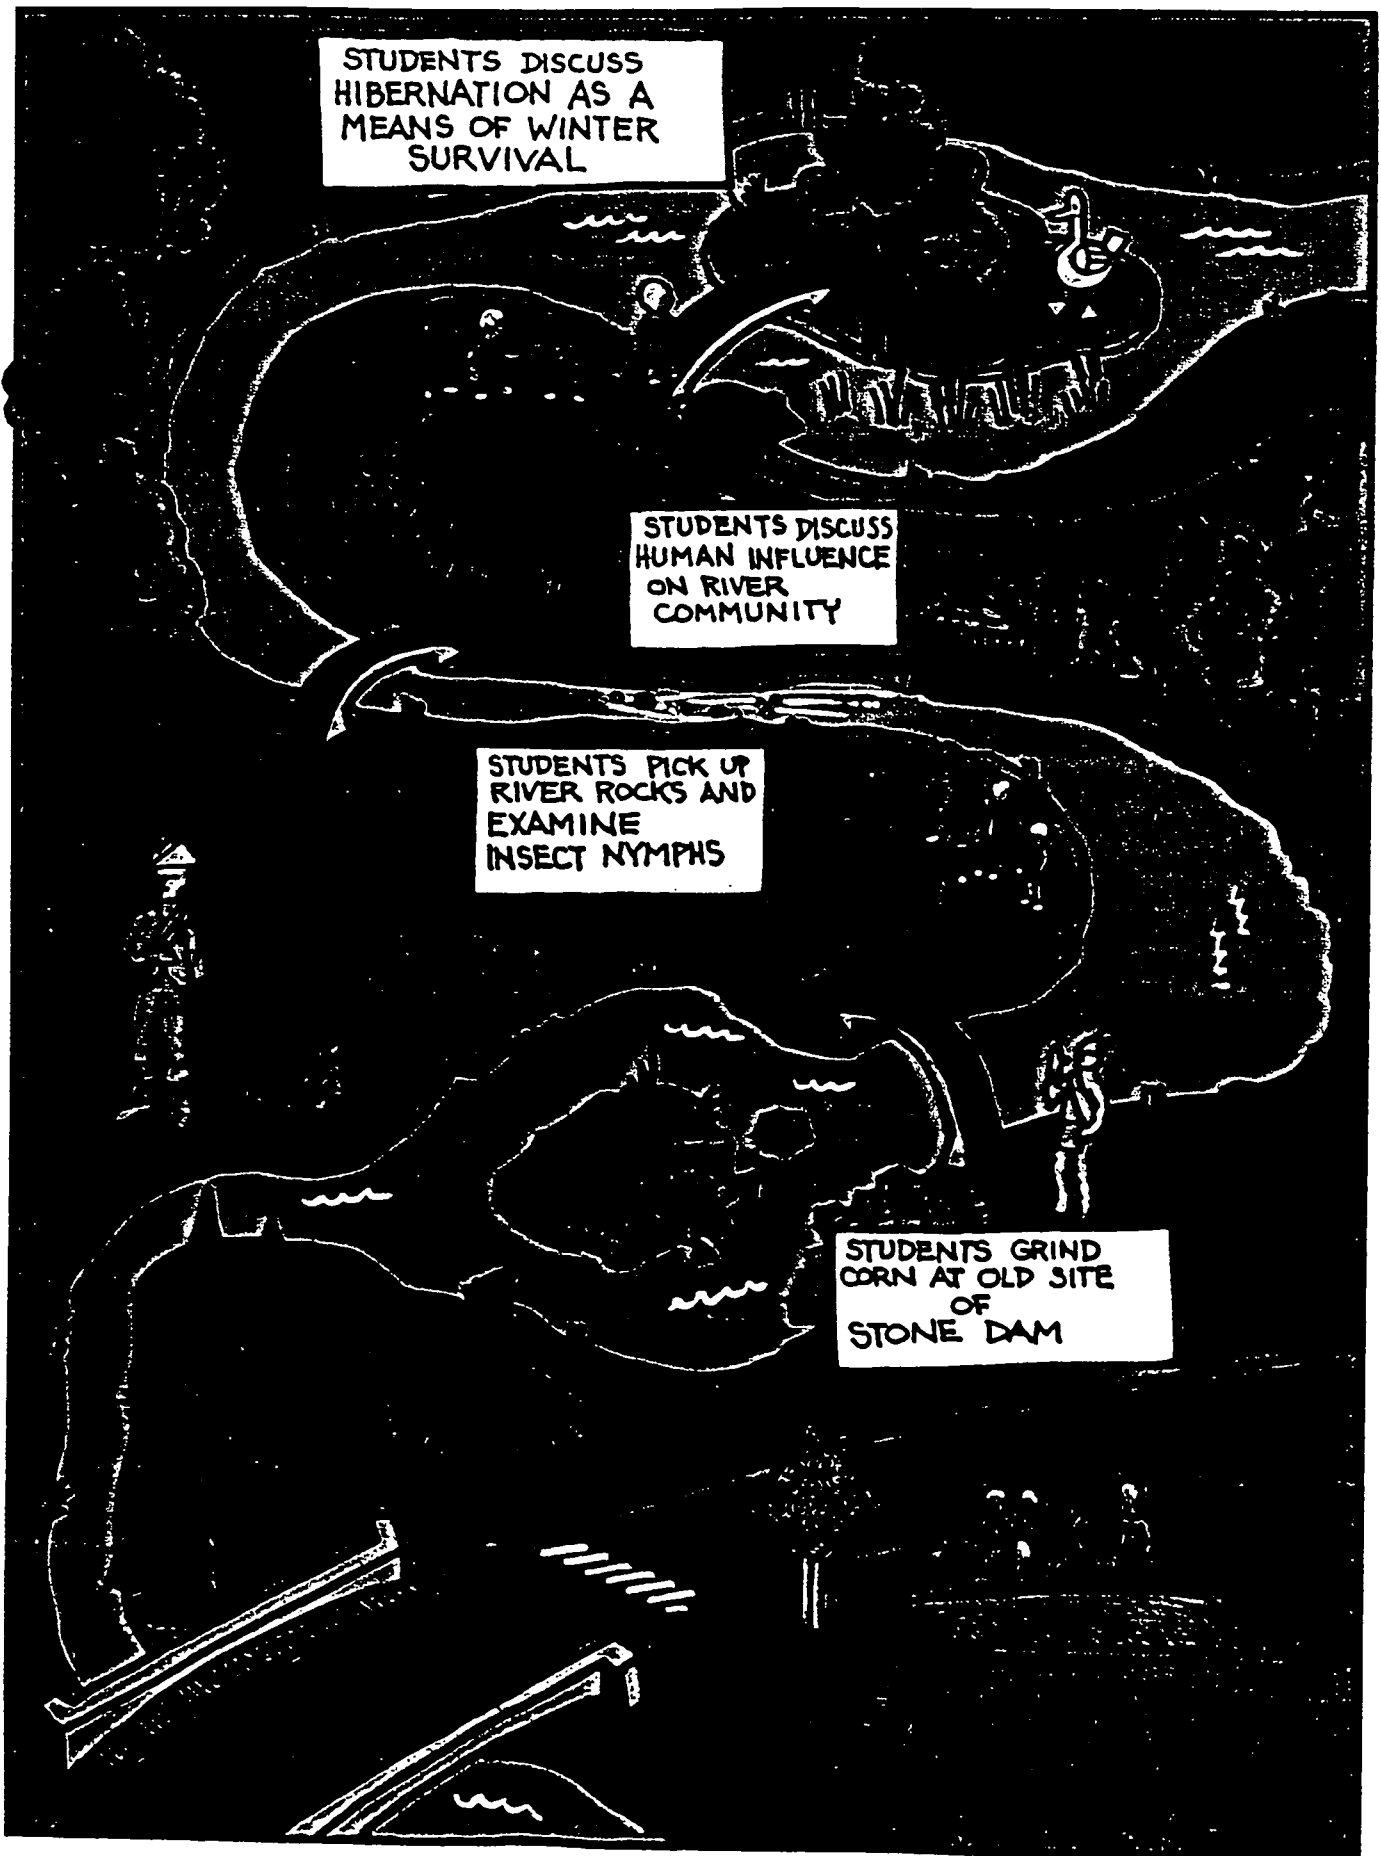 STUDENTS DISCUSS
HIBERNATION AS A
MEANS OF WINTER
SURVIVAL
STUDENTS DISCUSS
HUMAN INFLUENCE
ON RIVER
COMMUNITY
STUDENTS PICK UP
RIVER ROCKS AND
EXAMINE
INSECT NYMPHS
STUDENTS GRIND
CORN AT OLD SITE
OF
STONE DAM